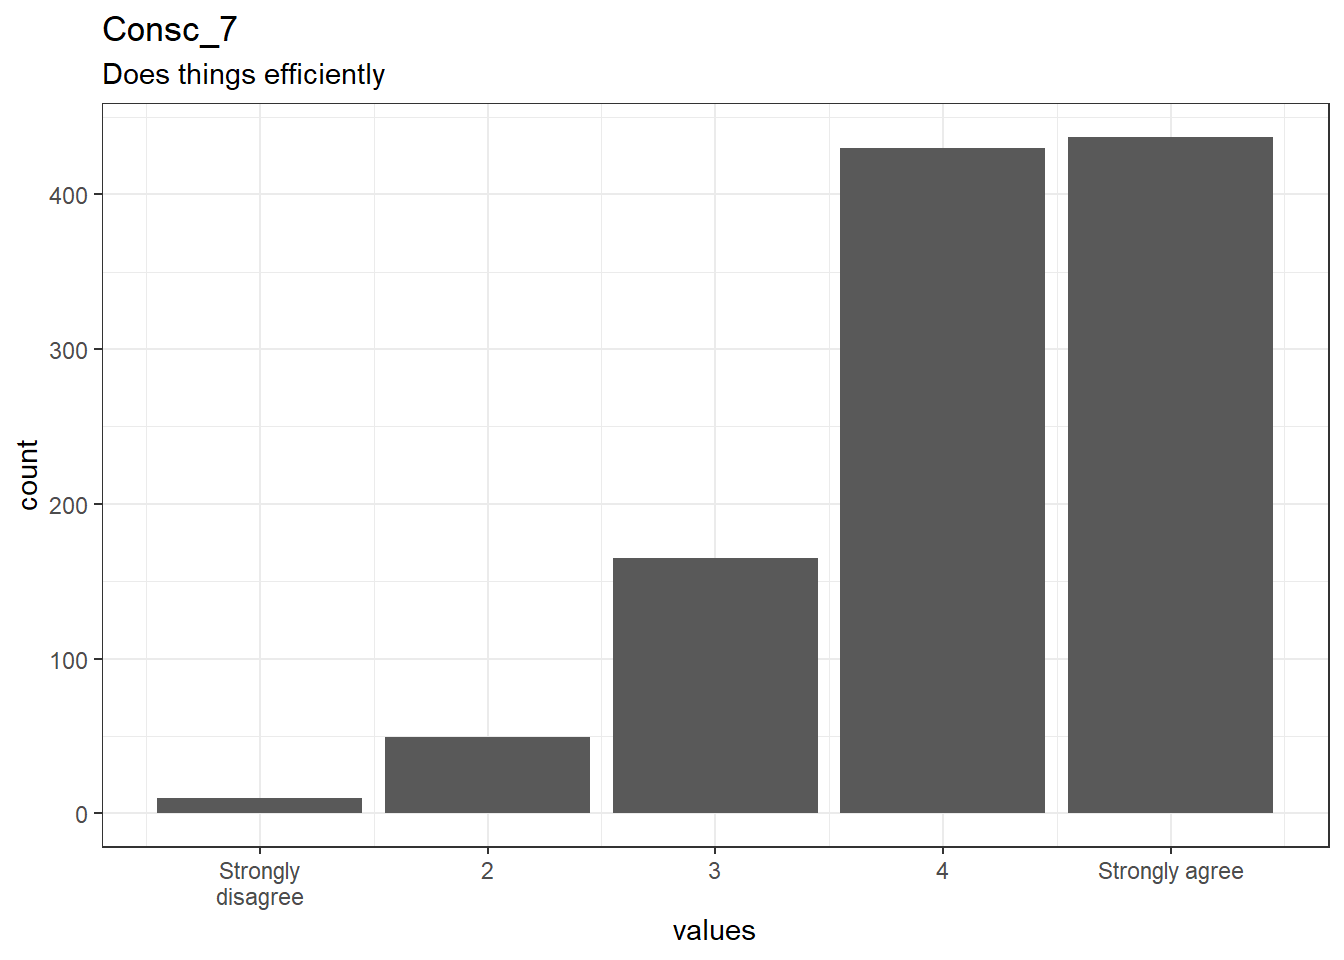 Consc_7
Does things efficiently
count
400
300
200
100
0
Strongly
disagree
2
3
4
Strongly agree
values